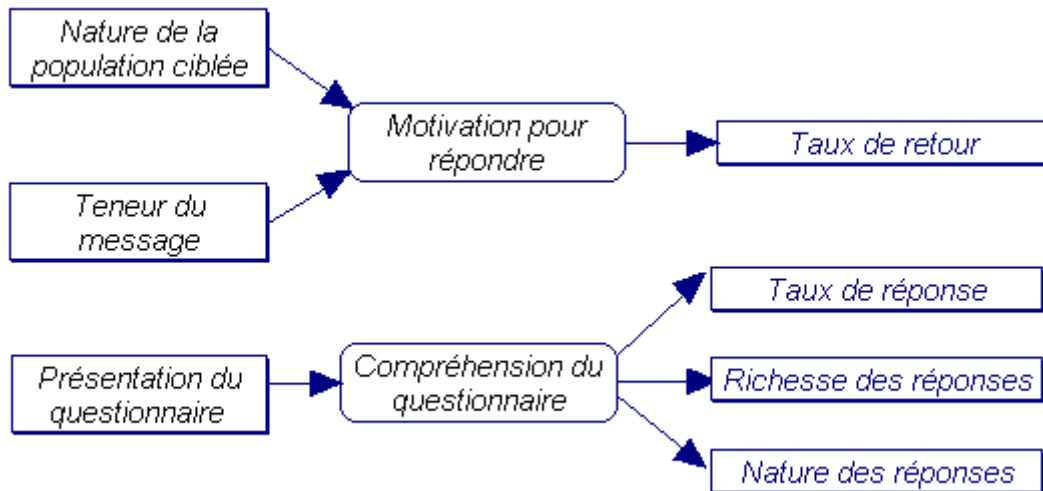 Nature de la
population ciblée
Motivation pour
répondre
Taux de retour
Teneur du
message
Taux de réponse
Présentation du
questionnaire
Compréhension du
questionnaire
Richesse des réponses
Nature des réponses